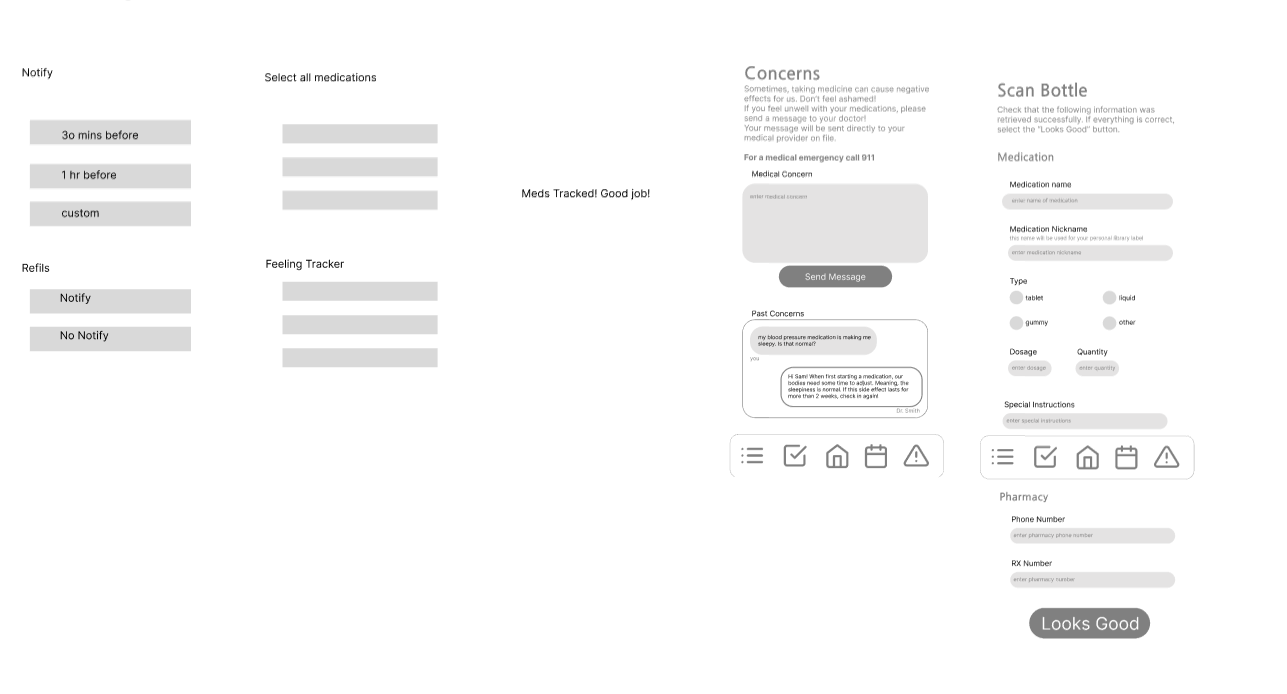 Notify
3o mins before
1 hr before
custom
Refils
Notify
No Notify
Select all medications
Feeling Tracker
Meds Tracked! Good job!
Concerns
Sometimes, taking medicine can cause negative
effects for us. Don't feel ashamed!
If you feel unwell with your medications, please
send a message to your doctor!
Your message will be sent directly to your
medical provider on file.
For a medical emergency call 911
Medical Concern
enter medical concern
Send Message
Past Concerns
my blood pressure medication is making me
sleepy. Is that normal?
you
Hi Sam! When first starting a medication, our
bodies need some time to adjust. Meaning, the
sleepiness is normal. If this side effect lasts for
more than 2 weeks, check in again!
Dr. Smith
Scan Bottle
Check that the following information was
retrieved successfully. If everything is correct,
select the "Looks Good" button.
Medication
Medication name
enter name of medication
Medication Nickname
this name will be used for your personal library label
enter medication nickname
Type
tablet
liquid
gummy
other
Dosage
Quantity
enter dosage
enter quantity
Special Instructions
enter special instructions
Pharmacy
Phone Number
enter pharmacy phone number
RX Number
enter pharmacy number
Looks Good